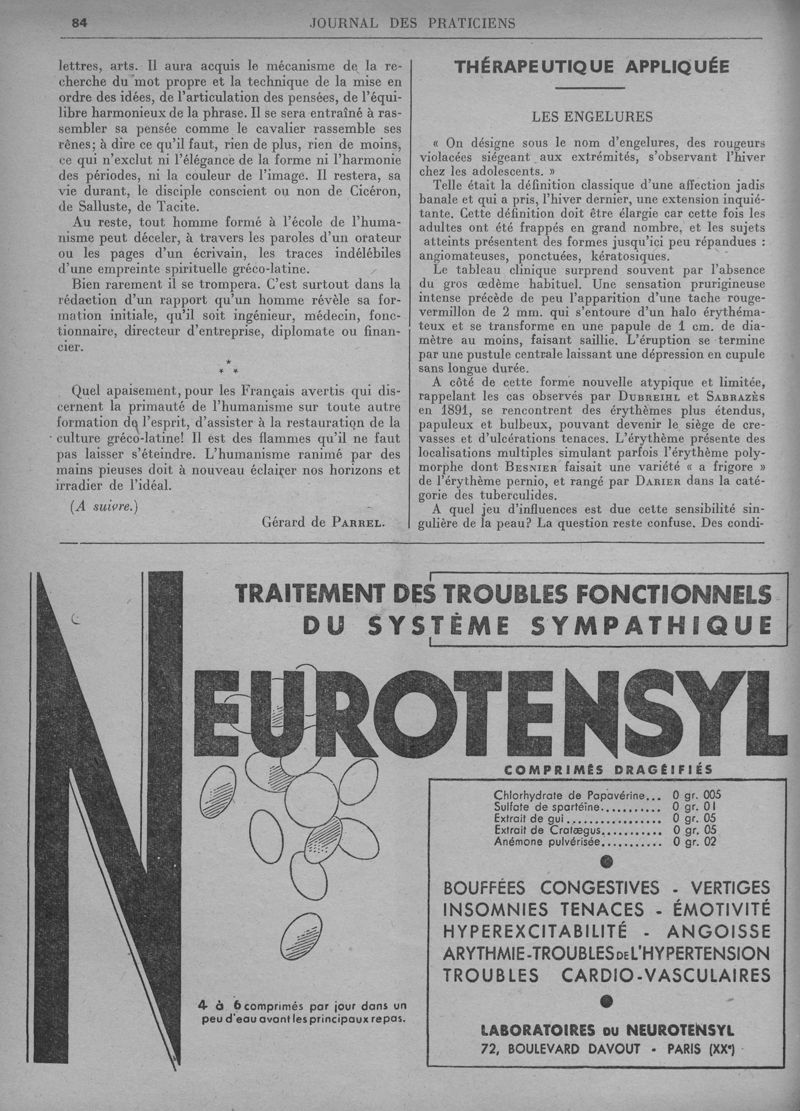 84
JOURNAL DES PRATICIENS
lettres, arts. Il aura acquis le mécanisme de la re-
cherche du mot propre et la technique de la mise en
ordre des idées, de l'articulation des pensées, de l'équi-
libre harmonieux de la phrase. Il se sera entraîné à ras-
sembler sa pensée comme le cavalier rassemble ses
rênes; à dire ce qu'il faut, rien de plus, rien de moins,
ce qui n'exclut ni l'élégance de la forme ni l'harmonie
des périodes, ni la couleur de l'image. Il restera, sa
vie durant, le disciple conscient ou non de Cicéron,
de Salluste, de Tacite.
Au reste, tout homme formé à l'école de l'huma-
nisme peut déceler, à travers les paroles d'un orateur
ou les pages d'un écrivain, les traces indélébiles
d'une empreinte spirituelle gréco-latine.
Bien rarement il se trompera. C'est surtout dans la
rédaction d'un rapport qu'un homme révèle sa for-
mation initiale, qu'il soit ingénieur, médecin, fonc-
tionnaire, directeur d'entreprise, diplomate ou finan-
cier.
*
* *
Quel apaisement, pour les Français avertis qui dis-
cernent la primauté de l'humanisme sur toute autre
formation de l'esprit, d'assister à la restauration de la
culture gréco-latine! Il est des flammes qu'il ne faut
pas laisser s'éteindre. L'humanisme ranimé par des
mains pieuses doit à nouveau éclairer nos horizons et
irradier de l'idéal.
(A suivre.)
Gérard de PARREL.
THÉRAPEUTIQUE APPLIQUÉE
LES ENGELURES
« On désigne sous le nom d'engelures, des rougeurs
violacées siégeant aux extrémités, s'observant l'hiver
chez les adolescents. »
Telle était la définition classique d'une affection jadis
banale et qui a pris, l'hiver dernier, une extension inquié-
tante. Cette définition doit être élargie car cette fois les
adultes ont été frappés en grand nombre, et les sujets
atteints présentent des formes jusqu'ici peu répandues :
angiomateuses, ponctuées, kératosiques.
Le tableau clinique surprend souvent par l'absence
du gros œdème habituel. Une sensation prurigineuse
intense précède de peu l'apparition d'une tache rouge-
vermillon de 2 mm. qui s'entoure d'un halo érythéma-
teux et se transforme en une papule de 1 cm. de dia-
mètre au moins, faisant saillie. L'éruption se termine
par une pustule centrale laissant une dépression en cupule
sans longue durée.
A côté de cette forme nouvelle atypique et limitée,
rappelant les cas observés par DUBREIHL et SABRAZÈS
en 1891, se rencontrent des érythèmes plus étendus,
papuleux et bulbeux, pouvant devenir le siège de cre-
vasses et d'ulcérations tenaces. L'érythème présente des
localisations multiples simulant parfois l'érythème poly-
morphe dont BESNIER faisait une variété « a frigore »
de l'érythème pernio, et rangé par DARIER dans la caté-
gorie des tuberculides.
A quel jeu d'influences est due cette sensibilité sin-
gulière de la peau? La question reste confuse. Des condi-
TRAITEMENT DES TROUBLES FONCTIONNELS
DU SYSTÈME SYMPATHIQUE
NEUROTENSYL
COMPRIMÉS DRAGÉIFIÉS
Chlorhydrate de Papavérine... 0 gr. 005
Sulfate de spartéine........... 0 gr. 01
Extrait de gui................. 0 gr. 05
Extrait de Cratægus........... 0 gr. 05
Anémone pulvérisée........... 0 gr. 02
BOUFFÉES CONGESTIVES - VERTIGES
INSOMNIES TENACES - ÉMOTIVITÉ
HYPEREXCITABILITÉ - ANGOISSE
ARYTHMIE-TROUBLES DE L'HYPERTENSION
TROUBLES CARDIO-VASCULAIRES
4 à 6 comprimés par jour dans un
peu d'eau avant les principaux repas.
LABORATOIRES DU NEUROTENSYL
72, BOULEVARD DAVOUT - PARIS (XXᵉ)